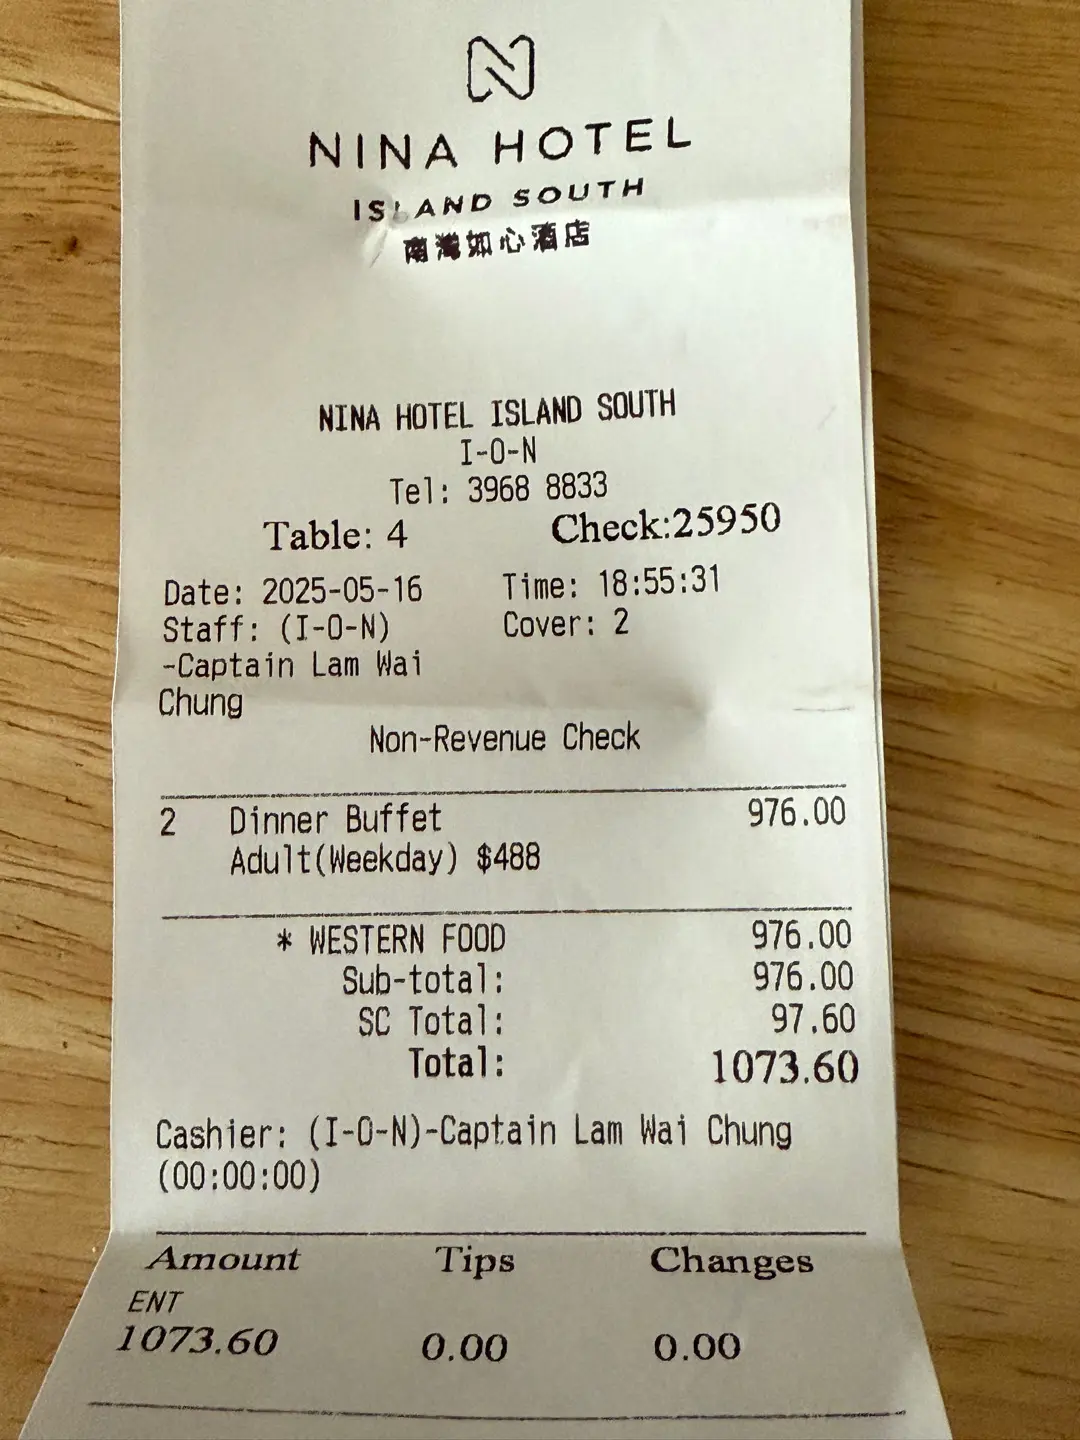 NINA HOTEL
ISLAND SOUTH
南灣如心酒店
NINA HOTEL ISLAND SOUTH
I-O-N
Tel: 3968 8833
Table: 4 Check:25950
Date: 2025-05-16 Time: 18:55:31
Staff: (I-O-N) Cover: 2
-Captain Lam Wai
Chung
Non-Revenue Check
2 Dinner Buffet 976.00
Adult(Weekday) $488
* WESTERN FOOD 976.00
Sub-total: 976.00
SC Total: 97.60
Total: 1073.60
Cashier: (I-O-N)-Captain Lam Wai Chung
(00:00:00)
Amount Tips Changes
ENT
1073.60 0.00 0.00